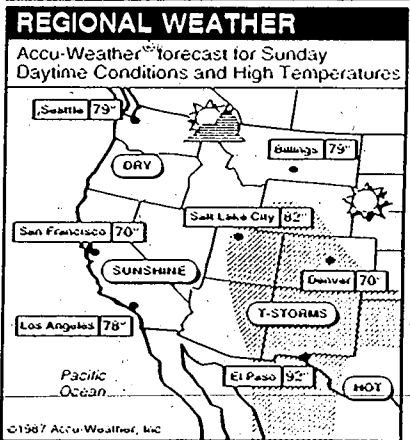 REGIONAL WEATHER
Accu-Weather forecast for Sunday
Daytime Conditions and High Temperatures
Seattle 79°
Billings 79°
DRY
Salt Lake City 82°
San Francisco 70°
SUNSHINE
Denver 70°
Los Angeles 78°
T-STORMS
El Paso 92°
HOT
Pacific
Ocean
©1987 Accu-Weather, Inc